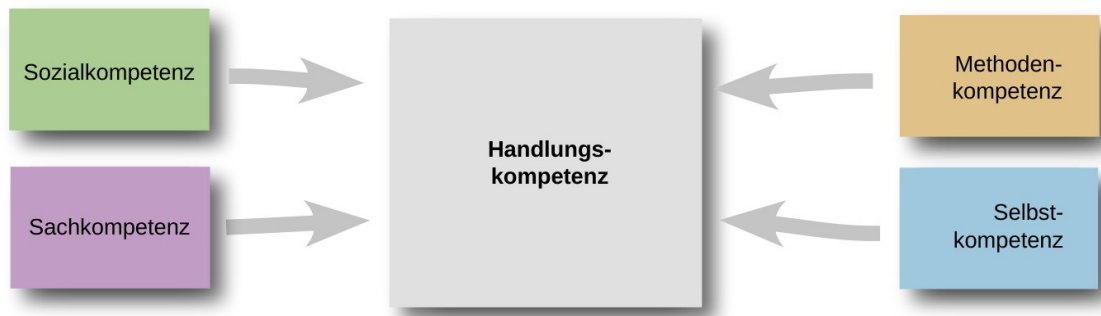 Sozialkompetenz
Sachkompetenz
Handlungs-
kompetenz
Methoden-
kompetenz
Selbst-
kompetenz